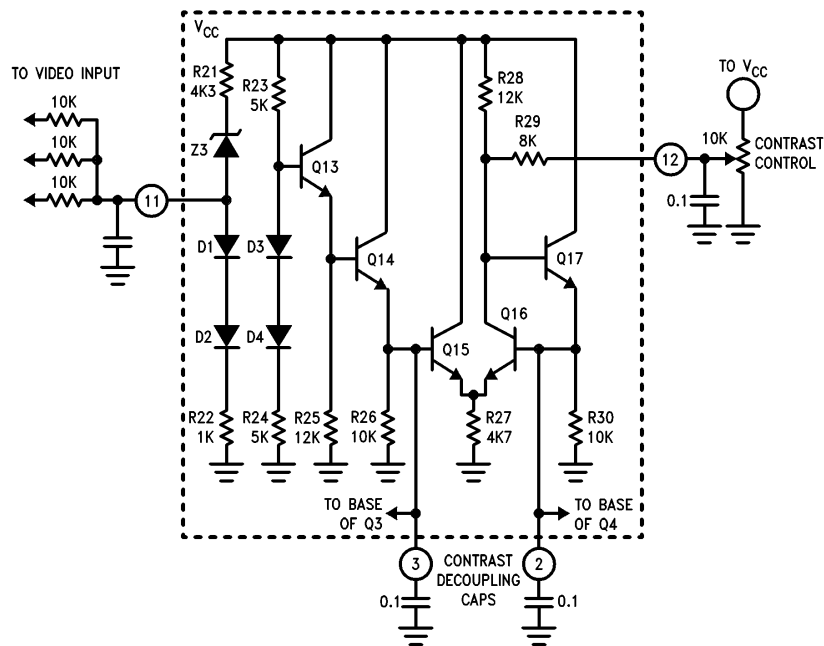 VCC
TO VIDEO INPUT
10K
10K
10K
11
R21
4K3
Z3
D1
D2
R22
1K
R23
5K
D3
D4
R24
5K
Q13
R25
12K
Q14
R26
10K
Q15
Q16
R27
4K7
R28
12K
R29
8K
Q17
R30
10K
12
0.1
10K
TO VCC
CONTRAST
CONTROL
TO BASE
OF Q3
TO BASE
OF Q4
3
CONTRAST
DECOUPLING
CAPS
2
0.1
0.1